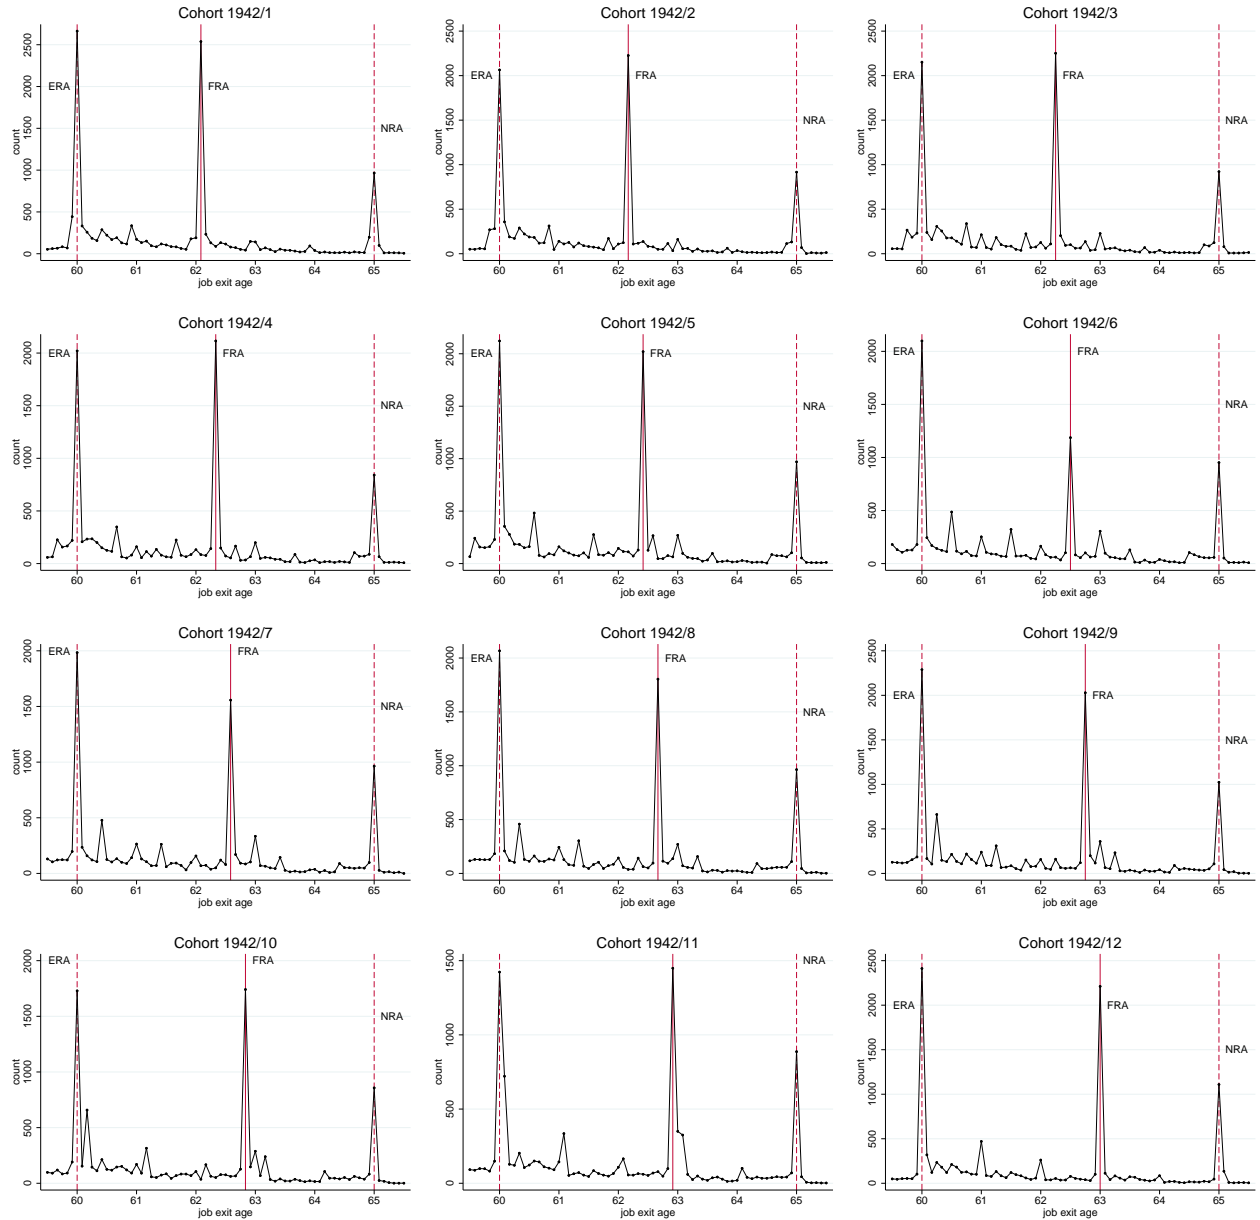 Cohort 1942/1
count
0
500
1000
1500
2000
2500
ERA
FRA
NRA
60
61
62
63
64
65
job exit age
Cohort 1942/2
count
0
500
1000
1500
2000
2500
ERA
FRA
NRA
60
61
62
63
64
65
job exit age
Cohort 1942/3
count
0
500
1000
1500
2000
2500
ERA
FRA
NRA
60
61
62
63
64
65
job exit age
Cohort 1942/4
count
0
500
1000
1500
2000
ERA
FRA
NRA
60
61
62
63
64
65
job exit age
Cohort 1942/5
count
0
500
1000
1500
2000
ERA
FRA
NRA
60
61
62
63
64
65
job exit age
Cohort 1942/6
count
0
500
1000
1500
2000
ERA
FRA
NRA
60
61
62
63
64
65
job exit age
Cohort 1942/7
count
0
500
1000
1500
2000
ERA
FRA
NRA
60
61
62
63
64
65
job exit age
Cohort 1942/8
count
0
500
1000
1500
2000
ERA
FRA
NRA
60
61
62
63
64
65
job exit age
Cohort 1942/9
count
0
500
1000
1500
2000
2500
ERA
FRA
NRA
60
61
62
63
64
65
job exit age
Cohort 1942/10
count
0
500
1000
1500
2000
ERA
FRA
NRA
60
61
62
63
64
65
job exit age
Cohort 1942/11
count
0
500
1000
1500
NRA
60
61
62
63
64
65
job exit age
Cohort 1942/12
count
0
500
1000
1500
2000
2500
ERA
FRA
NRA
60
61
62
63
64
65
job exit age